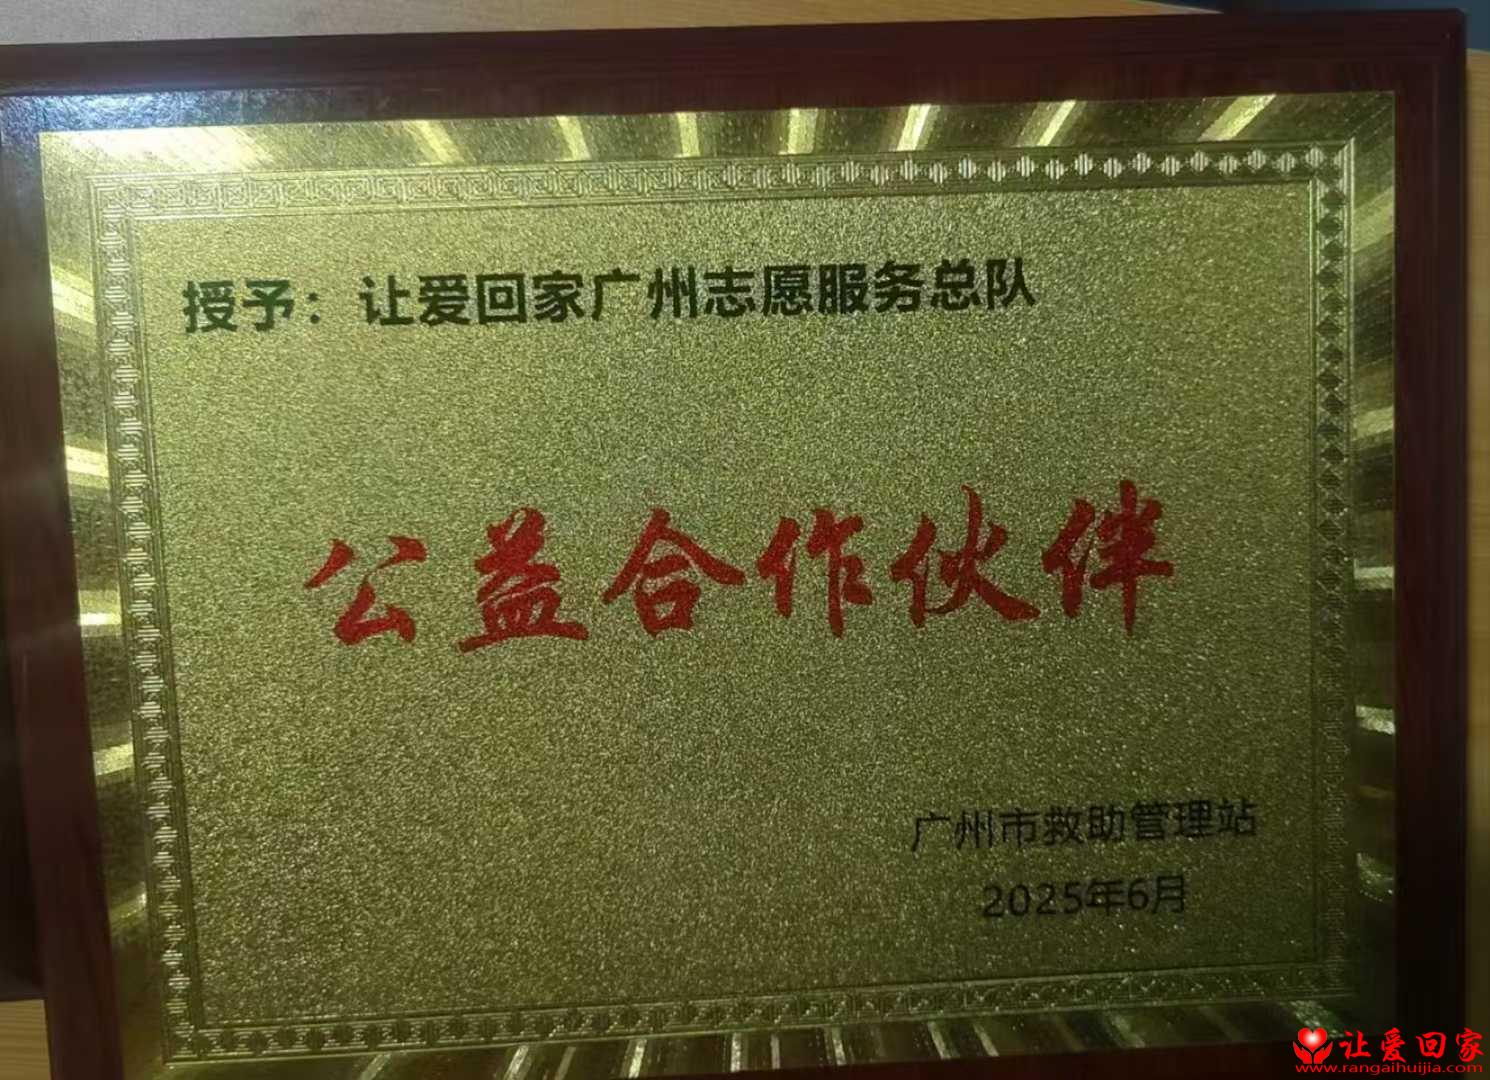 授予：让爱回家广州志愿服务总队
公益合作伙伴
广州市救助管理站
2025年6月
让爱回家
www.rangaihuijia.com